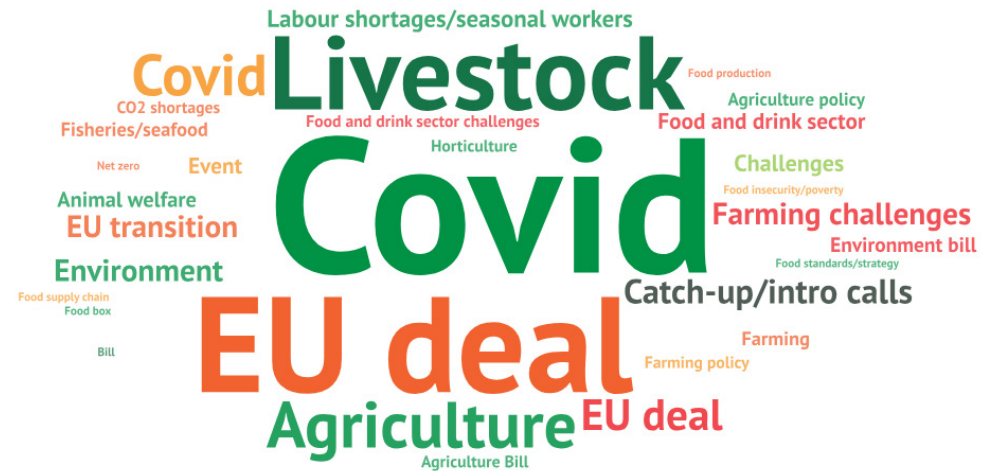 Labour shortages/seasonal workers
Covid
Livestock
Food production
CO2 shortages
Agriculture policy
Fisheries/seafood
Food and drink sector challenges
Food and drink sector
Horticulture
Net zero
Event
Challenges
Covid
Food insecurity/poverty
Animal welfare
EU transition
Farming challenges
Environment bill
Environment
Food standards/strategy
Catch-up/intro calls
Food supply chain
Food box
EU deal
Farming
Bill
Farming policy
Agriculture
EU deal
Agriculture Bill